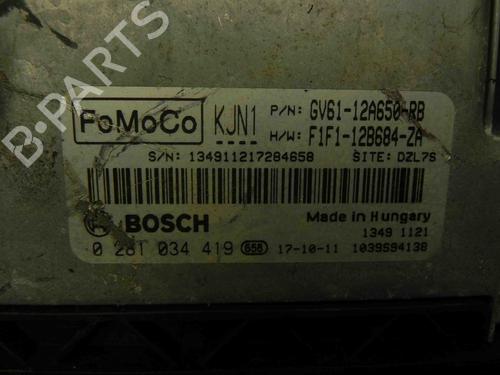 B-PARTS
FoMoCo KJN1 P/N: GV61-12A650-RB
H/W: F1F1-12B684-ZA
S/N: 134911217284658 SITE: DZL7S
BOSCH Made in Hungary
1349 1121
0 281 034 419 658 17-10-11 1039S94138